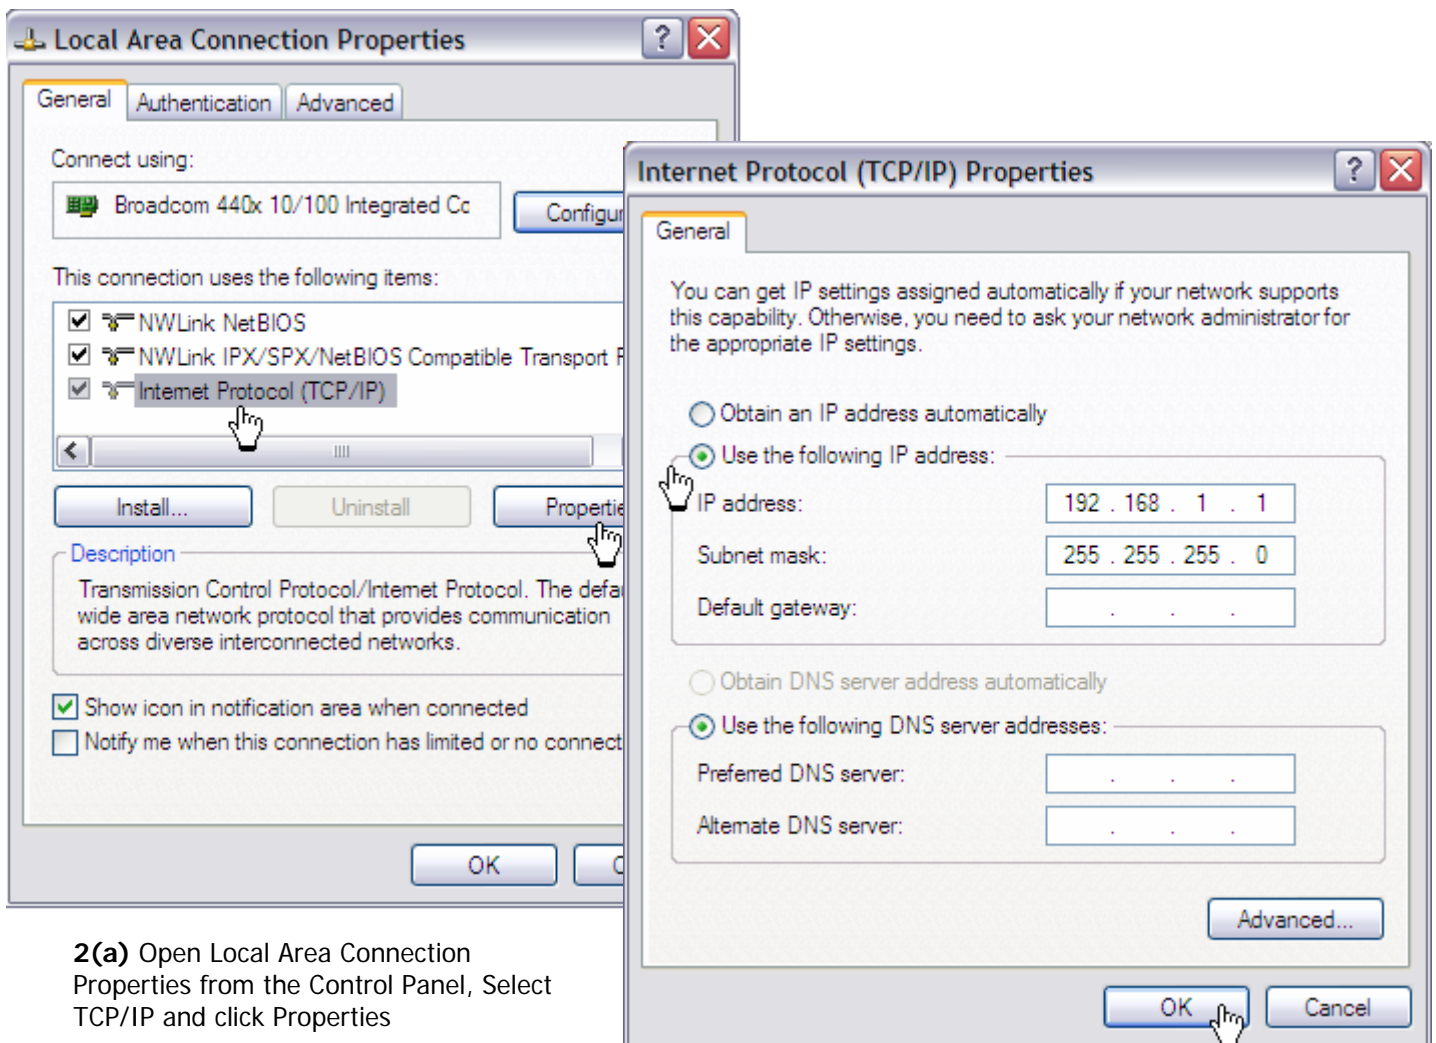 Local Area Connection Properties
General
Authentication
Advanced
Connect using:
Broadcom 440x 10/100 Integrated Cc
Configur
This connection uses the following items:
NWLink NetBIOS
NWLink IPX/SPX/NetBIOS Compatible Transport
Internet Protocol (TCP/IP)
Install...
Uninstall
Propertie
Description
Transmission Control Protocol/Internet Protocol. The defau
wide area network protocol that provides communication
across diverse interconnected networks.
Show icon in notification area when connected
Notify me when this connection has limited or no connect
OK
2(a) Open Local Area Connection
Properties from the Control Panel, Select
TCP/IP and click Properties
Internet Protocol (TCP/IP) Properties
General
You can get IP settings assigned automatically if your network supports
this capability. Otherwise, you need to ask your network administrator for
the appropriate IP settings.
Obtain an IP address automatically
Use the following IP address:
IP address: 192 . 168 . 1 . 1
Subnet mask: 255 . 255 . 255 . 0
Default gateway: . . .
Obtain DNS server address automatically
Use the following DNS server addresses:
Preferred DNS server: . . .
Alternate DNS server: . . .
Advanced...
OK
Cancel